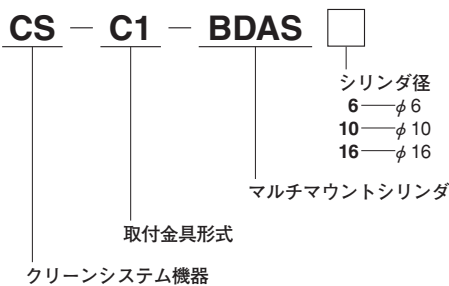 CS － C1 － BDAS □
シリンダ径
6──φ6
10──φ10
16──φ16
マルチマウントシリンダ
取付金具形式
クリーンシステム機器